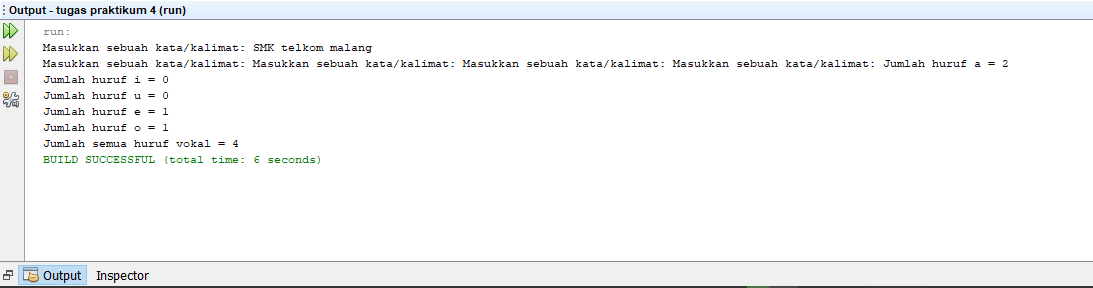 Output - tugas praktikum 4 (run)
run:
Masukkan sebuah kata/kalimat: SMK telkom malang
Masukkan sebuah kata/kalimat: Masukkan sebuah kata/kalimat: Masukkan sebuah kata/kalimat: Masukkan sebuah kata/kalimat: Jumlah huruf a = 2
Jumlah huruf i = 0
Jumlah huruf u = 0
Jumlah huruf e = 1
Jumlah huruf o = 1
Jumlah semua huruf vokal = 4
BUILD SUCCESSFUL (total time: 6 seconds)
Output Inspector